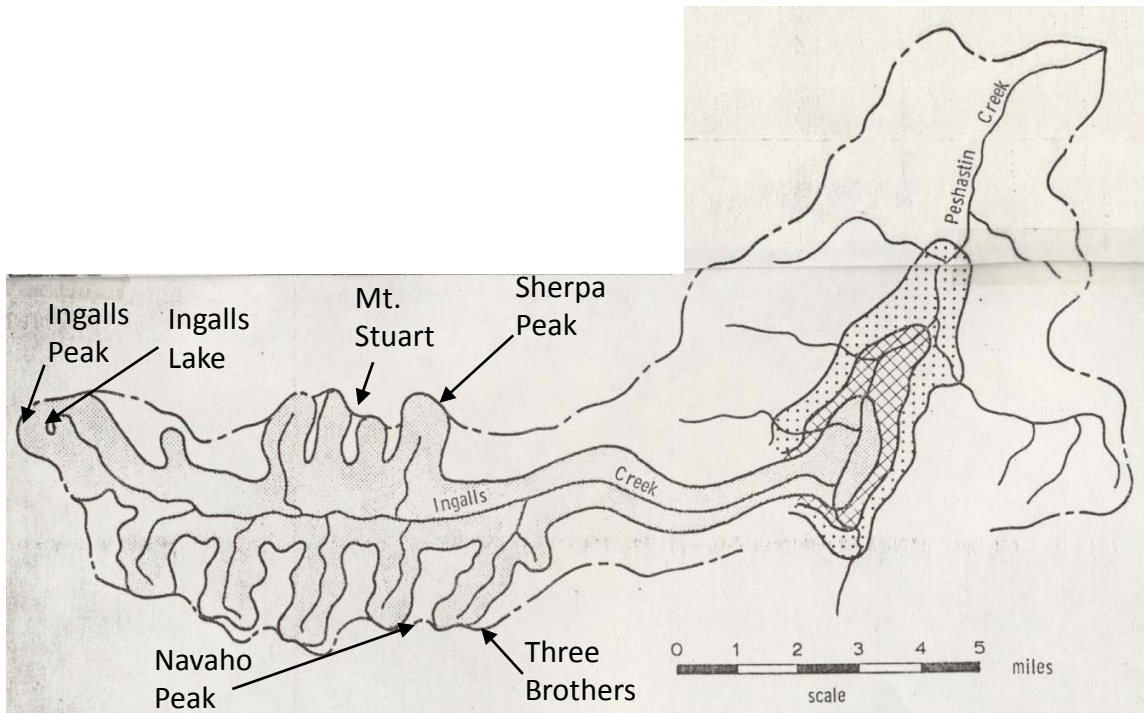 Peshastin Creek
Ingalls
Peak
Ingalls
Lake
Mt.
Stuart
Sherpa
Peak
Ingalls Creek
Navaho
Peak
Three
Brothers
0 1 2 3 4 5 miles
scale